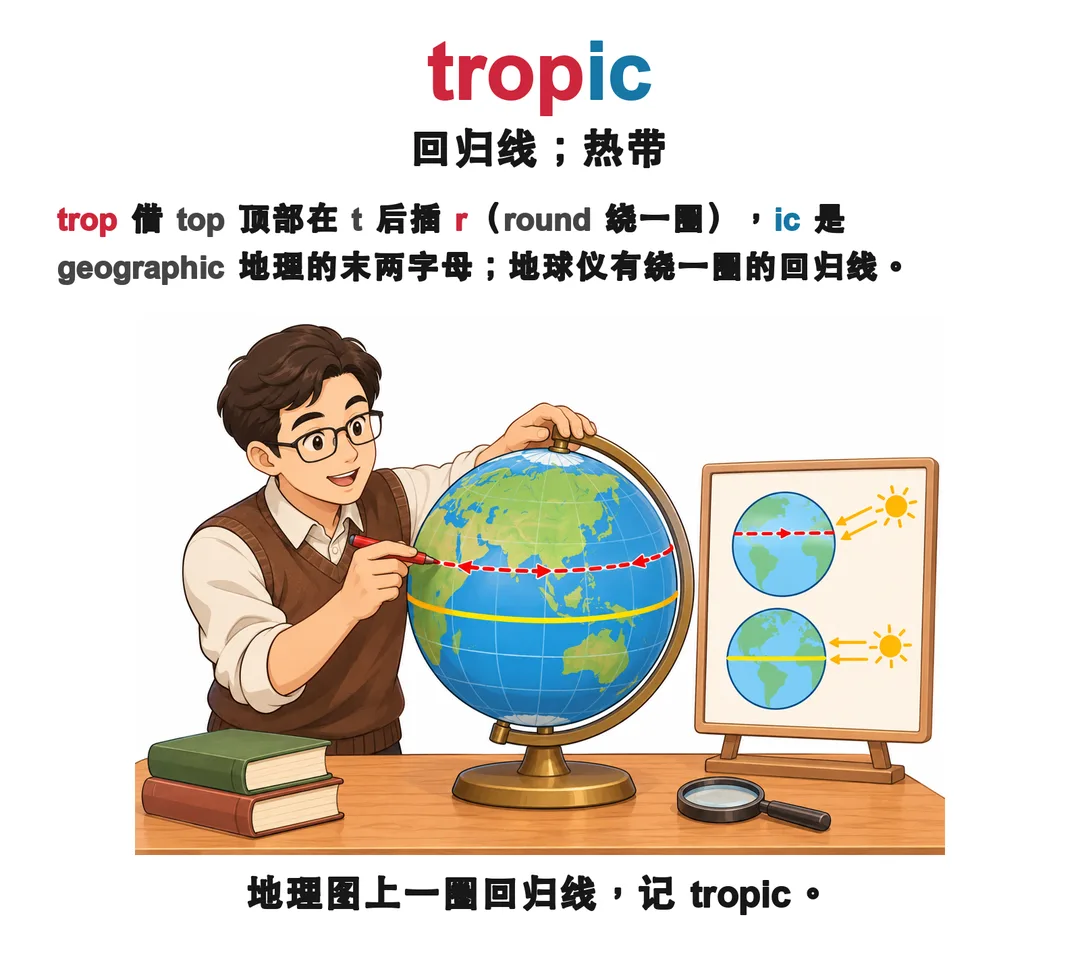 tropic
回归线；热带
trop 借 top 顶部在 t 后插 r（round 绕一圈），ic 是
geographic 地理的末两字母；地球仪有绕一圈的回归线。
地理图上一圈回归线，记 tropic。